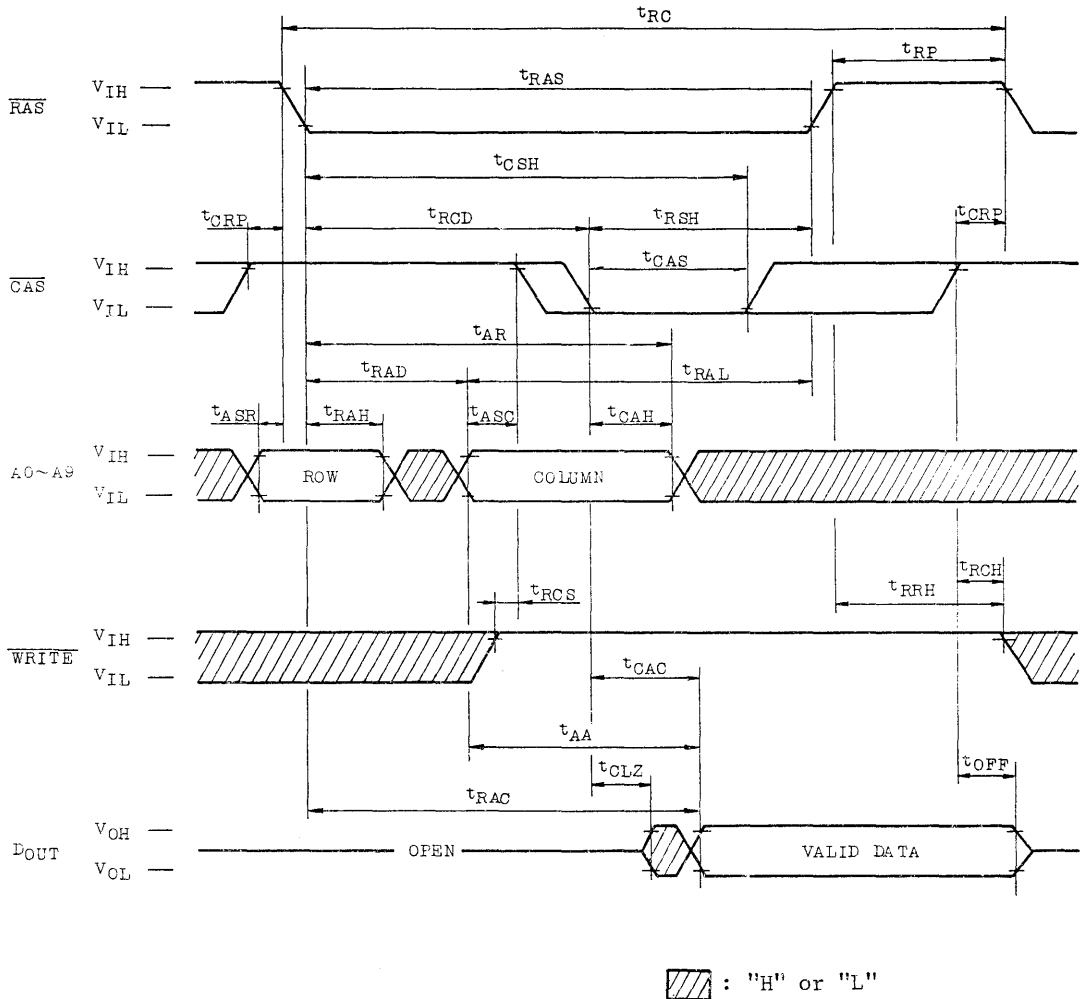 tRC
tRP
tRAS
RAS
VIH
VIL
tCSH
tCRP
tRCD
tRSH
tCRP
CAS
VIH
VIL
tCAS
tAR
tRAD
tRAL
tASR
tRAH
tASC
tCAH
A0~A9
VIH
VIL
ROW
COLUMN
tRCS
tRRH
tRCH
WRITE
VIH
VIL
tCAC
tAA
tCLZ
tOFF
tRAC
DOUT
VOH
VOL
OPEN
VALID DATA
: "H" or "L"